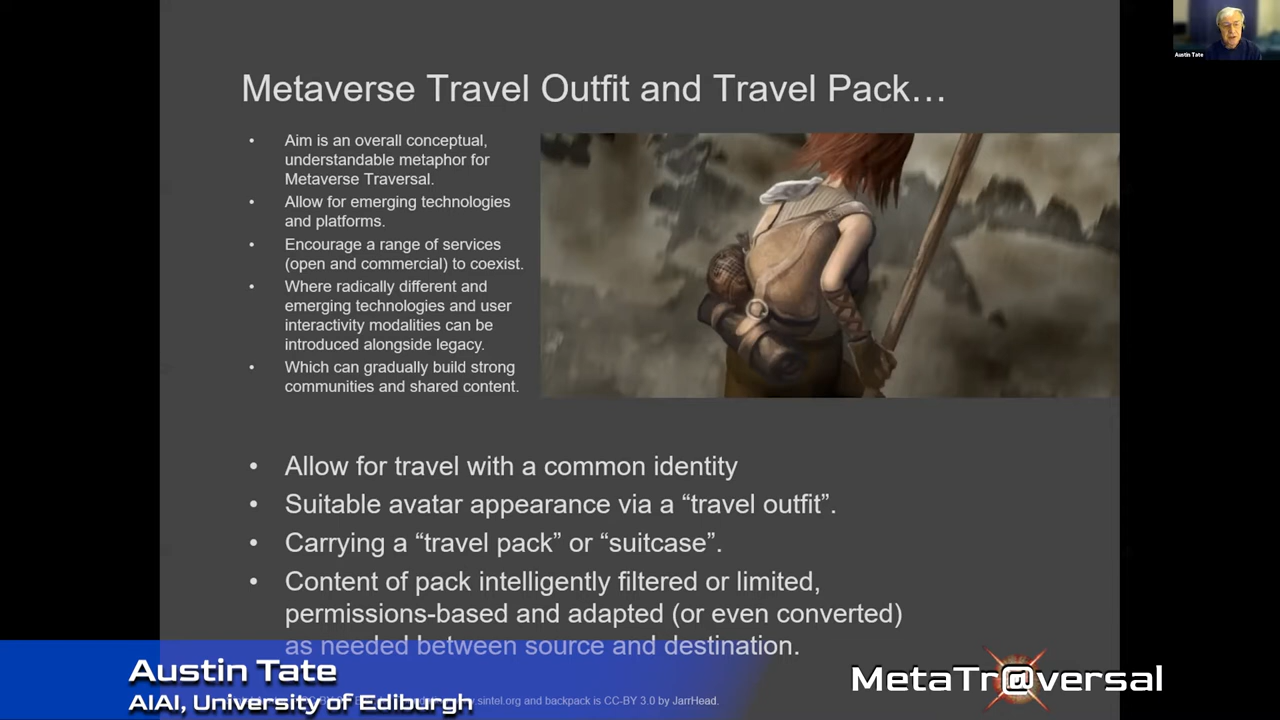 Austin Tate
Metaverse Travel Outfit and Travel Pack…
• Aim is an overall conceptual,
understandable metaphor for
Metaverse Traversal.
• Allow for emerging technologies
and platforms.
• Encourage a range of services
(open and commercial) to coexist.
• Where radically different and
emerging technologies and user
interactivity modalities can be
introduced alongside legacy.
• Which can gradually build strong
communities and shared content.
• Allow for travel with a common identity
• Suitable avatar appearance via a “travel outfit”.
• Carrying a “travel pack” or “suitcase”.
• Content of pack intelligently filtered or limited,
permissions-based and adapted (or even converted)
as needed between source and destination.
Austin Tate
AIAI, University of Ediburgh
sintel.org and backpack is CC-BY 3.0 by JarrHead.
MetaTr@versal